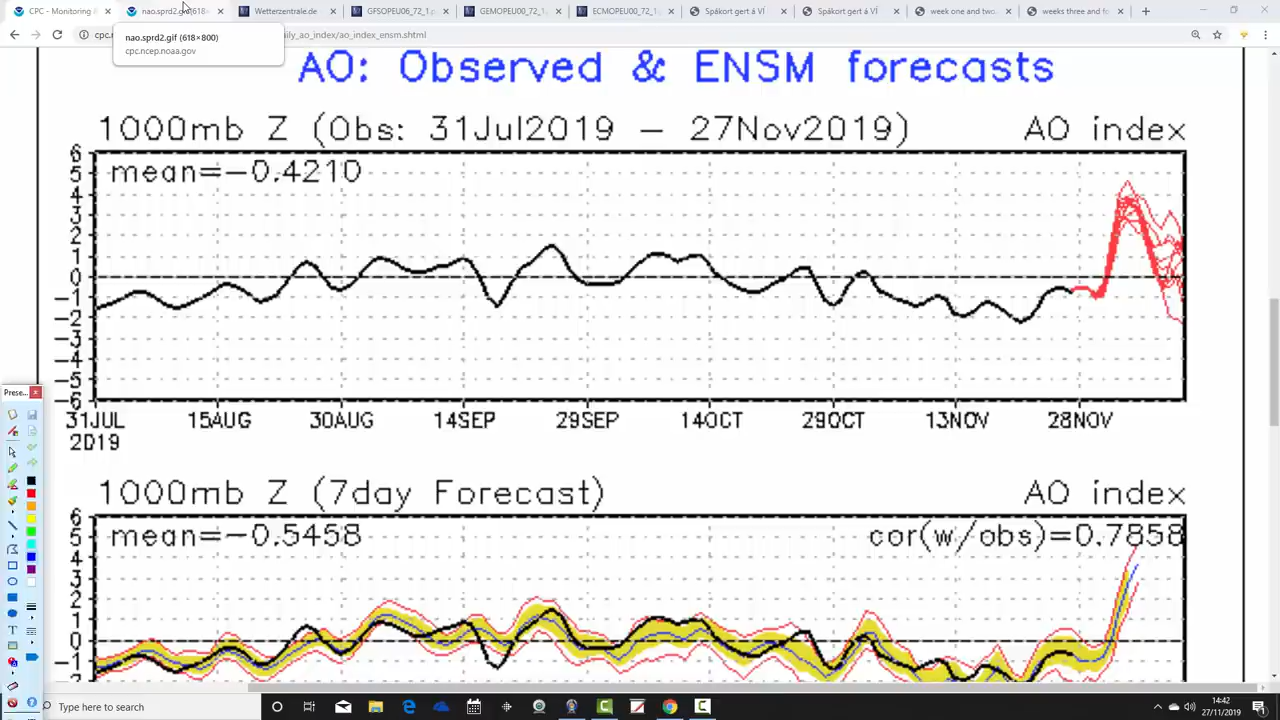 CPC - Monitoring &
nao.sprd2.gif (618×
Wetterzentrale.de
GFSOPEU06_72_1.p
GEMOPEU00_72_1.
ECMOPEU00_72_1.
Spákort gert á VÍ
Spákort gert á VÍ
week one and two.
weeks three and fo
cpc.
ily_ao_index/ao_index_ensm.shtml
nao.sprd2.gif (618×800)
cpc.ncep.noaa.gov
AO: Observed & ENSM forecasts
1000mb Z (Obs: 31Jul2019 – 27Nov2019) AO index
mean=-0.4210
6
5
4
3
2
1
0
-1
-2
-3
-4
-5
-6
31JUL 15AUG 30AUG 14SEP 29SEP 14OCT 29OCT 13NOV 28NOV
2019
1000mb Z (7day Forecast) AO index
mean=-0.5458 cor(w/obs)=0.7858
6
5
4
3
2
1
0
-1
Prese...
Type here to search
14:42
27/11/2019